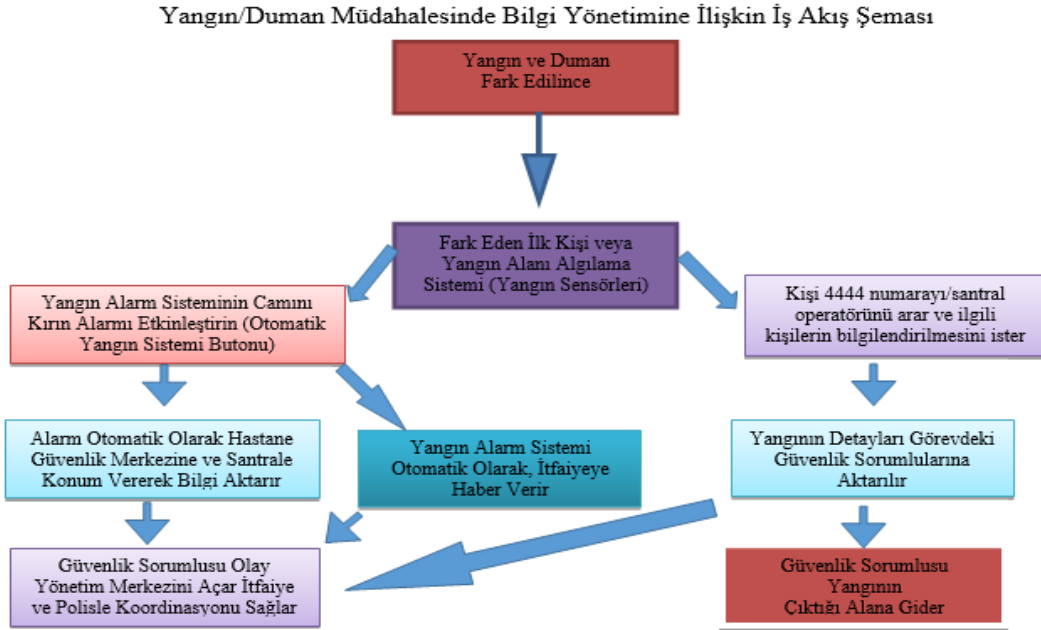 Yangın/Duman Müdahalesinde Bilgi Yönetimine İlişkin İş Akış Şeması
Yangın ve Duman
Fark Edilince
Fark Eden İlk Kişi veya
Yangın Alanı Algılama
Sistemi (Yangın Sensörleri)
Yangın Alarm Sisteminin Camını
Kırın Alarmı Etkinleştirin (Otomatik
Yangın Sistemi Butonu)
Kişi 4444 numarayı/santral
operatörünü arar ve ilgili
kişilerin bilgilendirilmesini ister
Alarm Otomatik Olarak Hastane
Güvenlik Merkezine ve Santrale
Konum Vererek Bilgi Aktarır
Yangın Alarm Sistemi
Otomatik Olarak, İtfaiyeye
Haber Verir
Yangının Detayları Görevdeki
Güvenlik Sorumlularına
Aktarılır
Güvenlik Sorumlusu Olay
Yönetim Merkezini Açar İtfaiye
ve Polisle Koordinasyonu Sağlar
Güvenlik Sorumlusu
Yangının
Çıktığı Alana Gider